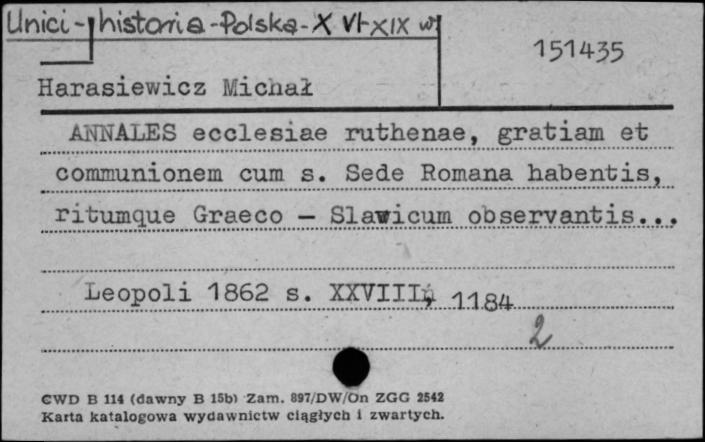 Unici - historia - Polska - XVI-XIX w.
151435
Harasiewicz Michał
ANNALES ecclesiae ruthenae, gratiam et
communionem cum s. Sede Romana habentis,
ritumque Graeco - Slawicum observantis...
Leopoli 1862 s. XXVIII, 1184
2
CWD B 114 (dawny B 15b) Zam. 897/DW/On ZGG 2542
Karta katalogowa wydawnictw ciągłych i zwartych.